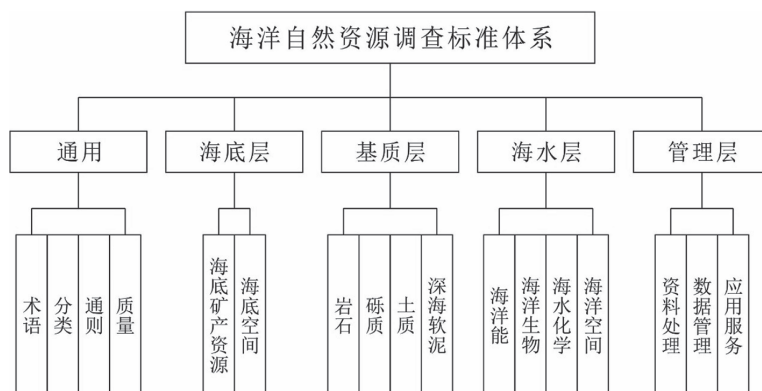 海洋自然资源调查标准体系
通用
海底层
基质层
海水层
管理层
术语
分类
通则
质量
海底矿产资源
海底空间
岩石
砾质
土质
深海软泥
海洋能
海洋生物
海水化学
海洋空间
资料处理
数据管理
应用服务